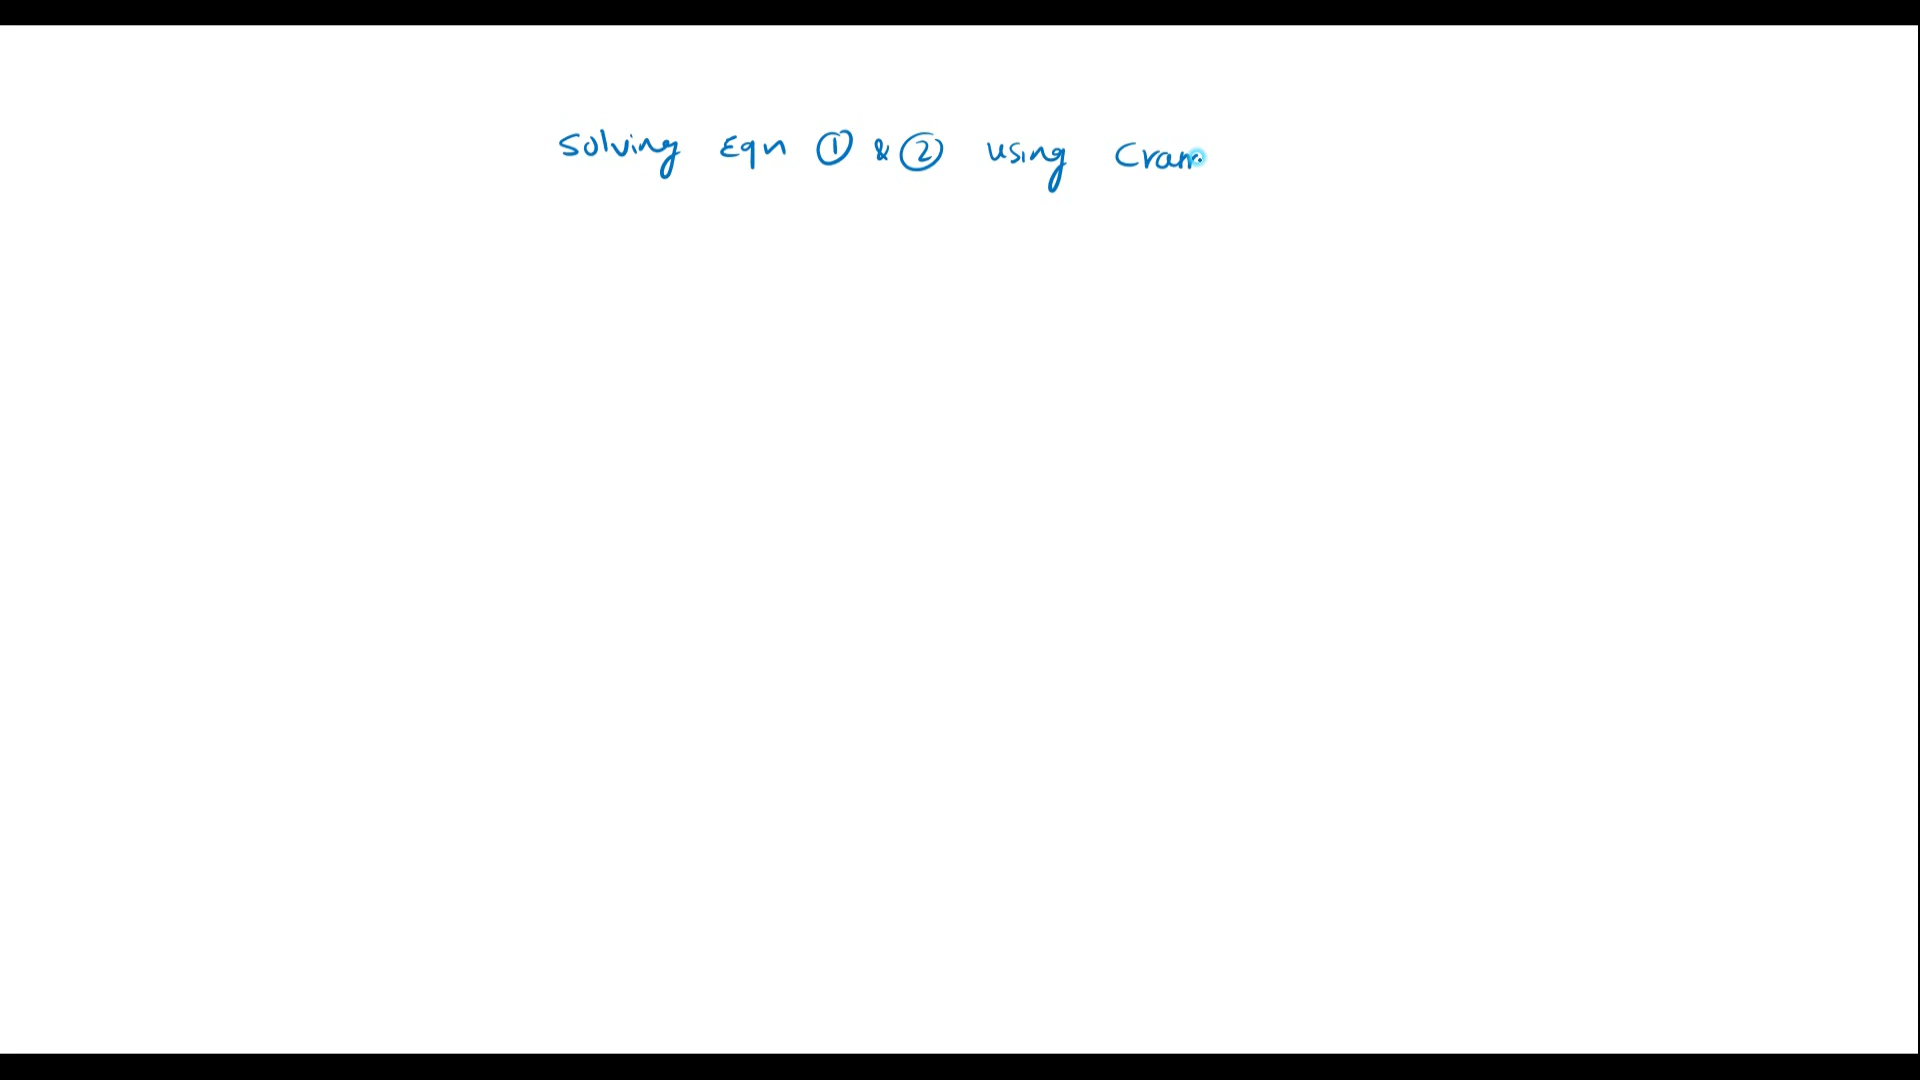 Solving Eqn ① & ② using Cram